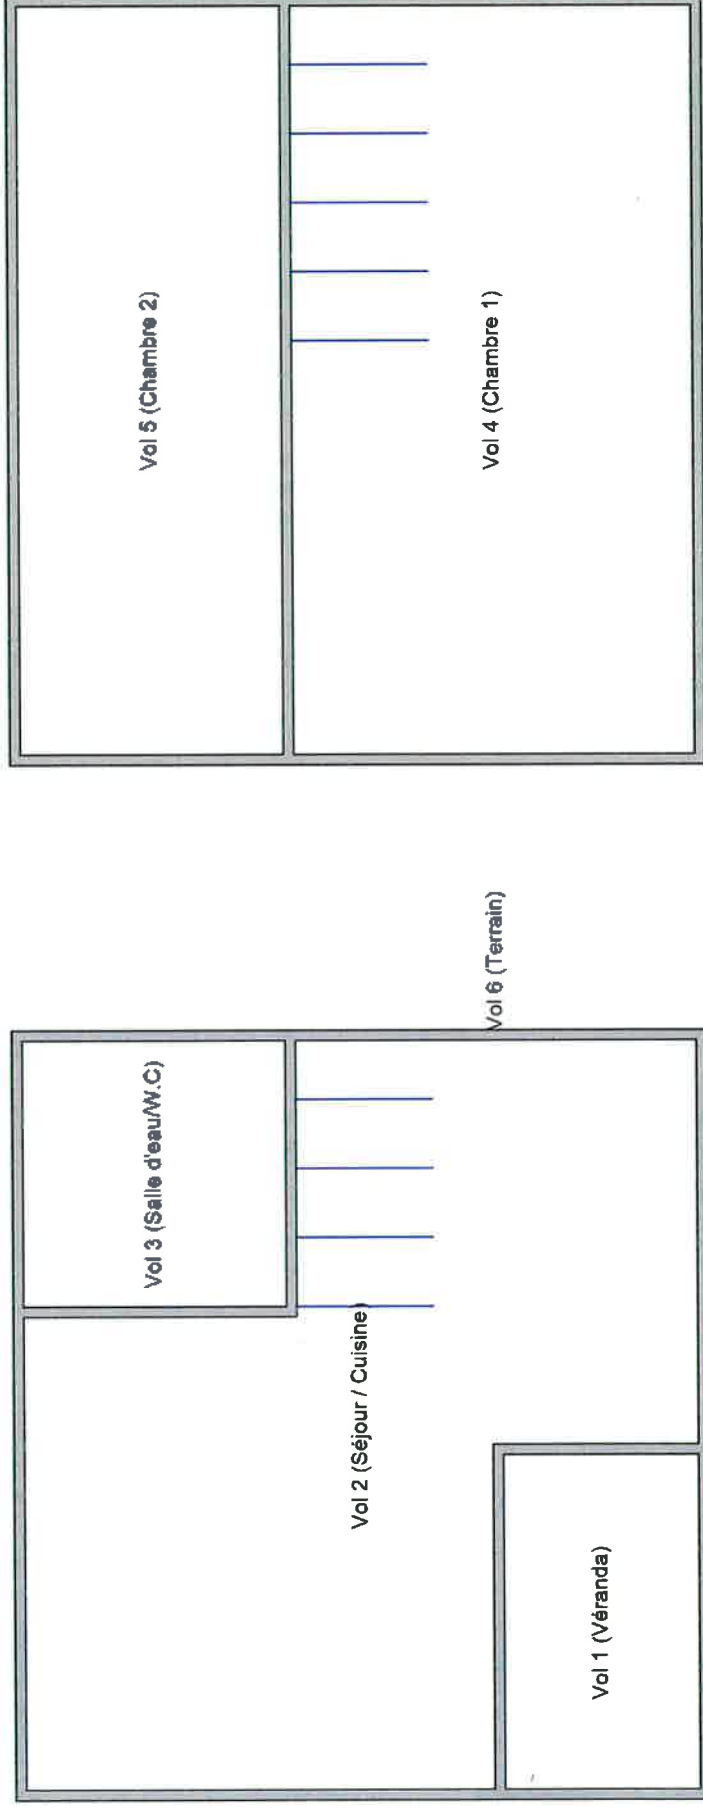 Vol 5 (Chambre 2)
Vol 4 (Chambre 1)
Vol 6 (Terrain)
Vol 3 (Salle d'eau/W.C)
Vol 2 (Séjour / Cuisine)
Vol 1 (Véranda)